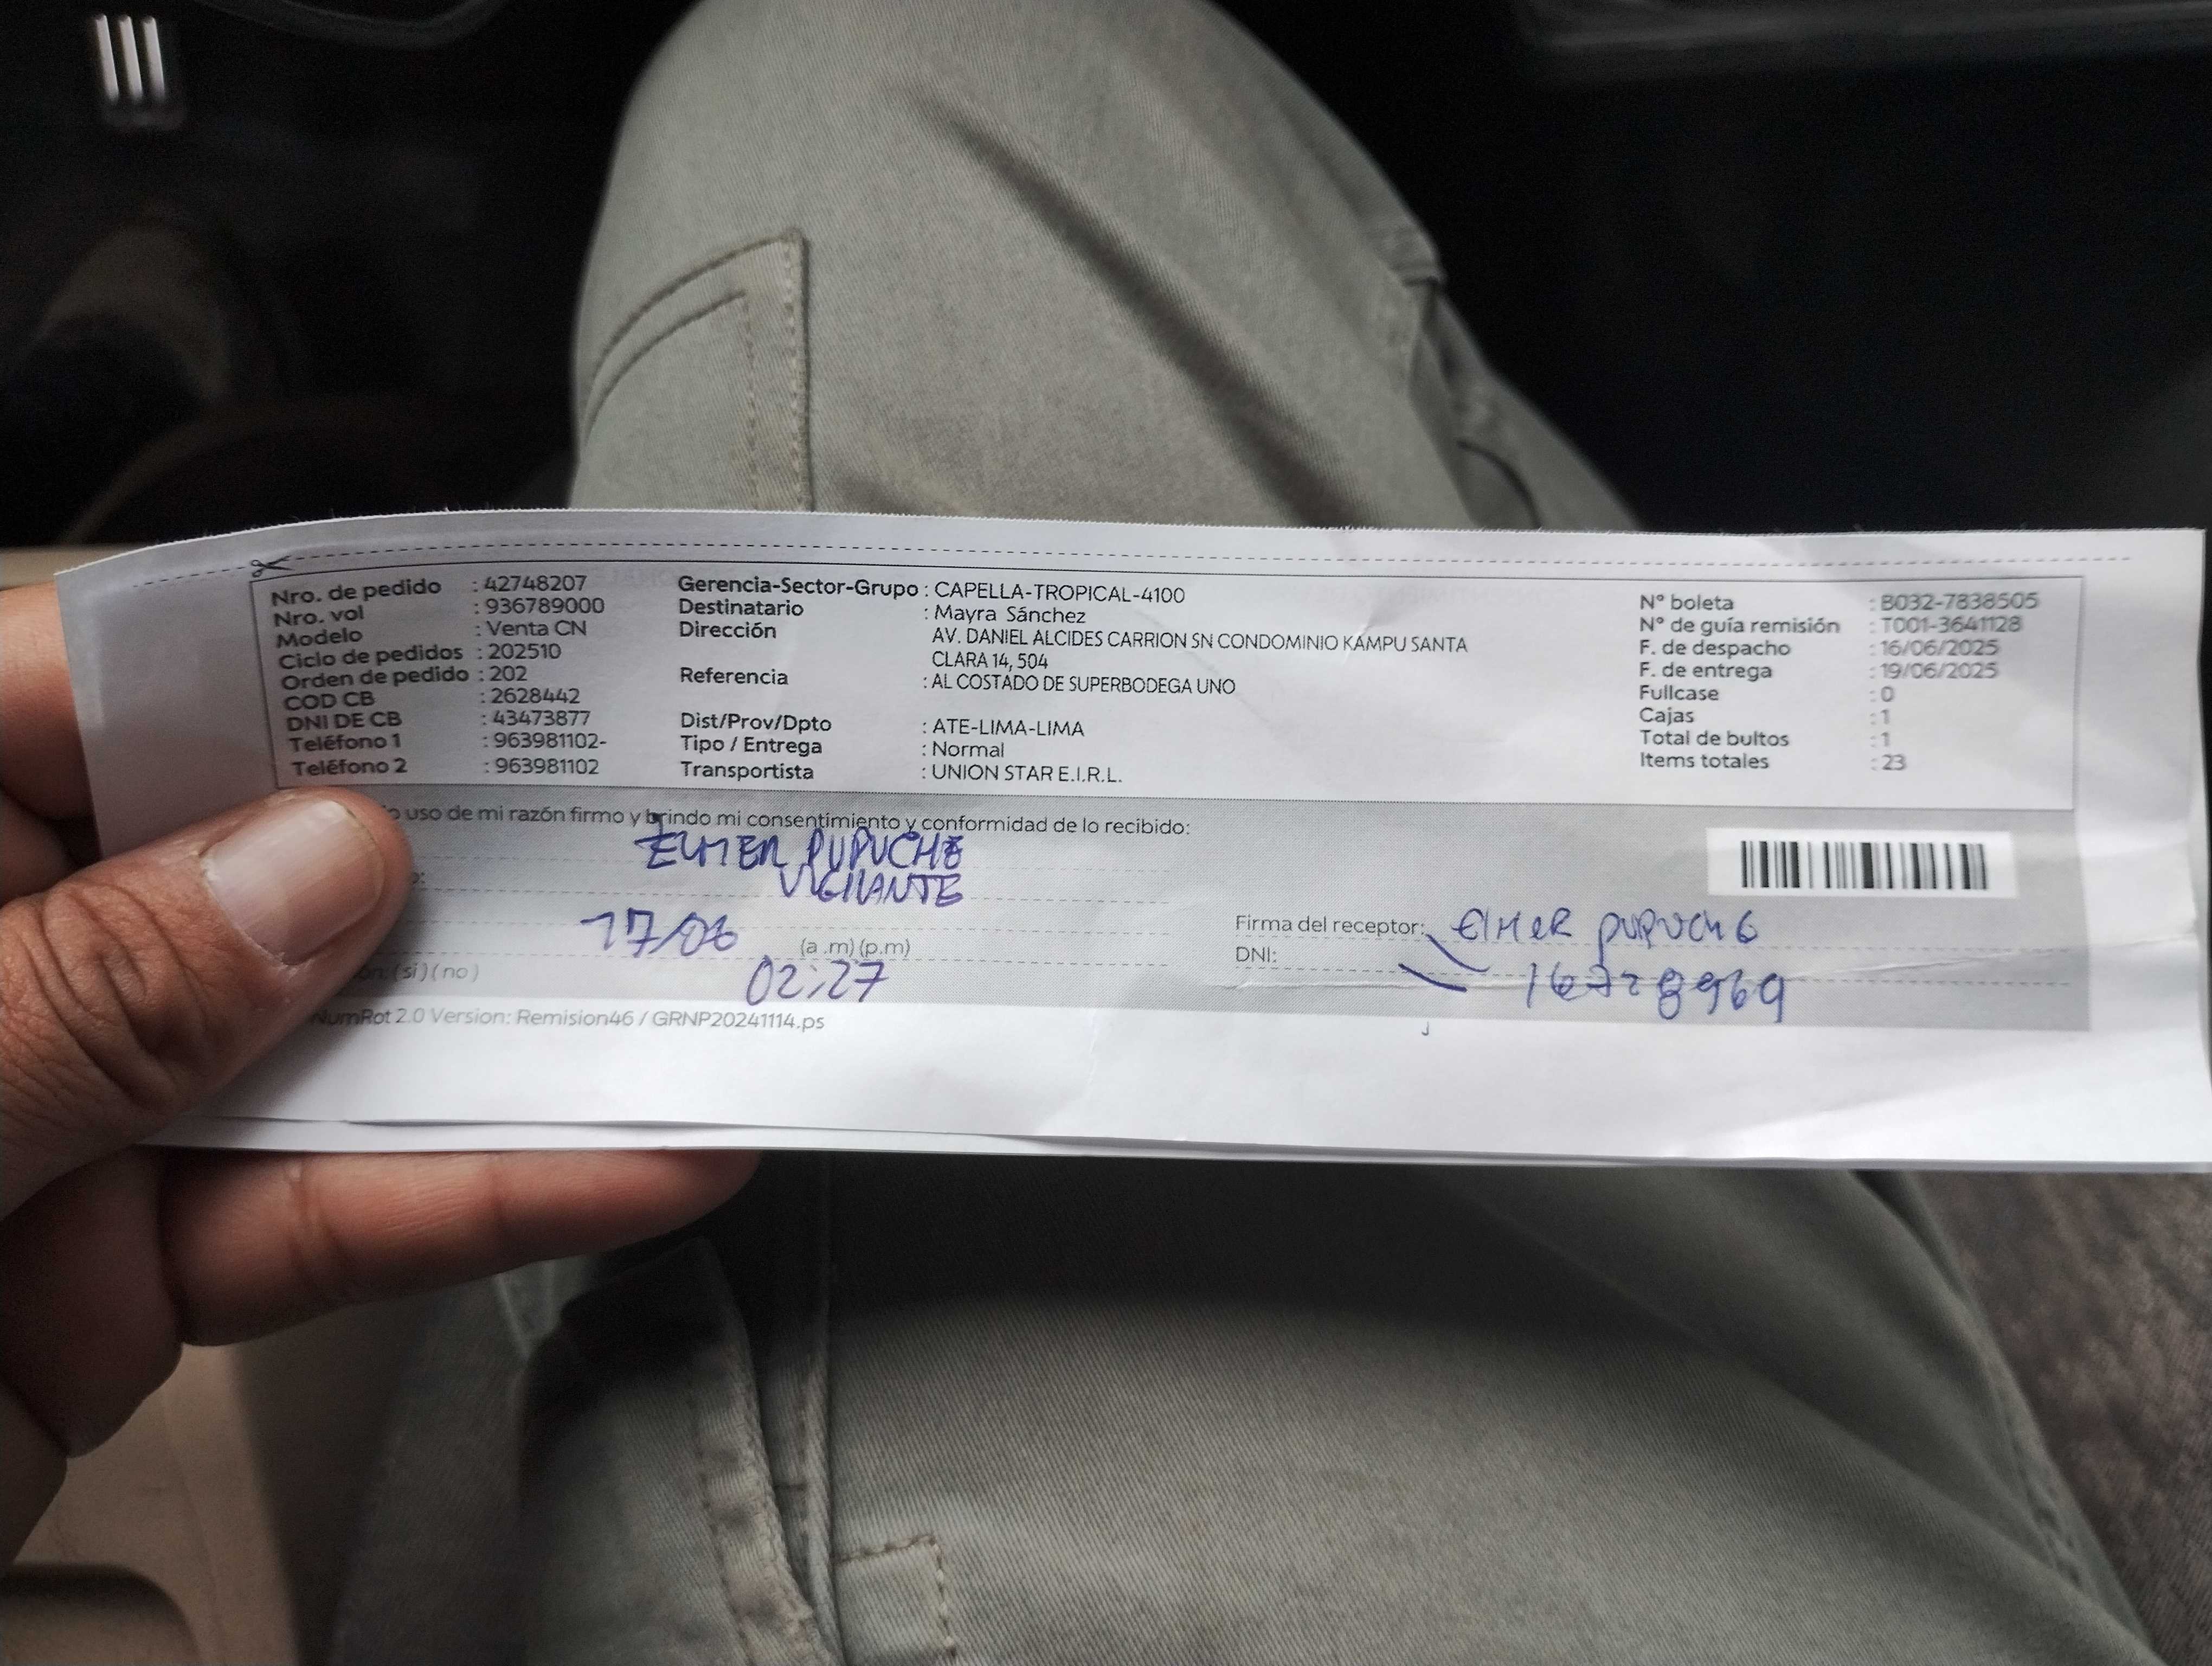 Nro. de pedido : 42748207
Nro. vol : 936789000
Modelo : Venta CN
Ciclo de pedidos : 202510
Orden de pedido : 202
COD CB : 2628442
DNI DE CB : 43473877
Teléfono 1 : 963981102-
Teléfono 2 : 963981102
Gerencia-Sector-Grupo : CAPELLA-TROPICAL-4100
Destinatario : Mayra Sánchez
Dirección AV. DANIEL ALCIDES CARRION SN CONDOMINIO KAMPU SANTA
CLARA 14, 504
Referencia : AL COSTADO DE SUPERBODEGA UNO
Dist/Prov/Dpto : ATE-LIMA-LIMA
Tipo / Entrega : Normal
Transportista : UNION STAR E.I.R.L.
N° boleta : B032-7838505
N° de guía remisión : T001-3641128
F. de despacho : 16/06/2025
F. de entrega : 19/06/2025
Fullcase : 0
Cajas : 1
Total de bultos : 1
Items totales : 23
uso de mi razón firmo y brindo mi consentimiento y conformidad de lo recibido:
ELMER PUPUCHE
VIGILANTE
17/06 (a .m) (p.m)
02:27
(si) (no)
Firma del receptor: ElMER PUPUCHE
DNI: 16728969
NumRot 2.0 Version: Remision46 / GRNP20241114.ps